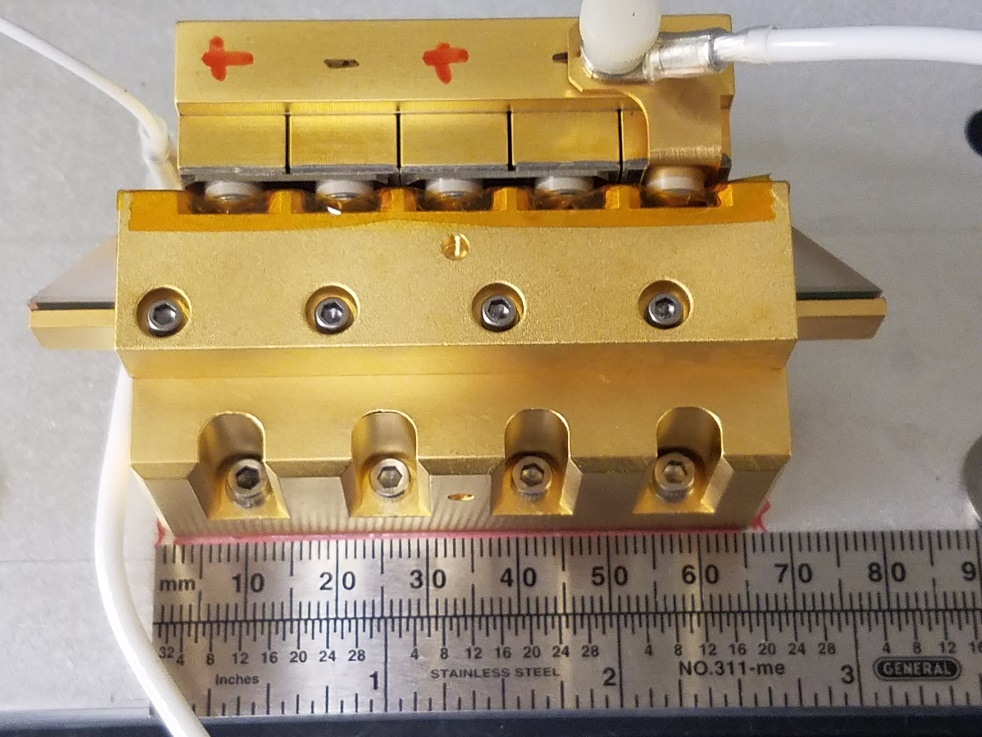 + - + -
1
mm 10 20 30 40 50 60 70 80 9
32 4 8 12 16 20 24 28 4 8 12 16 20 24 28 4 8 12 16 20 24 28 4 8 12 16
Inches 1 STAINLESS STEEL 2 NO.311-me 3 GENERAL